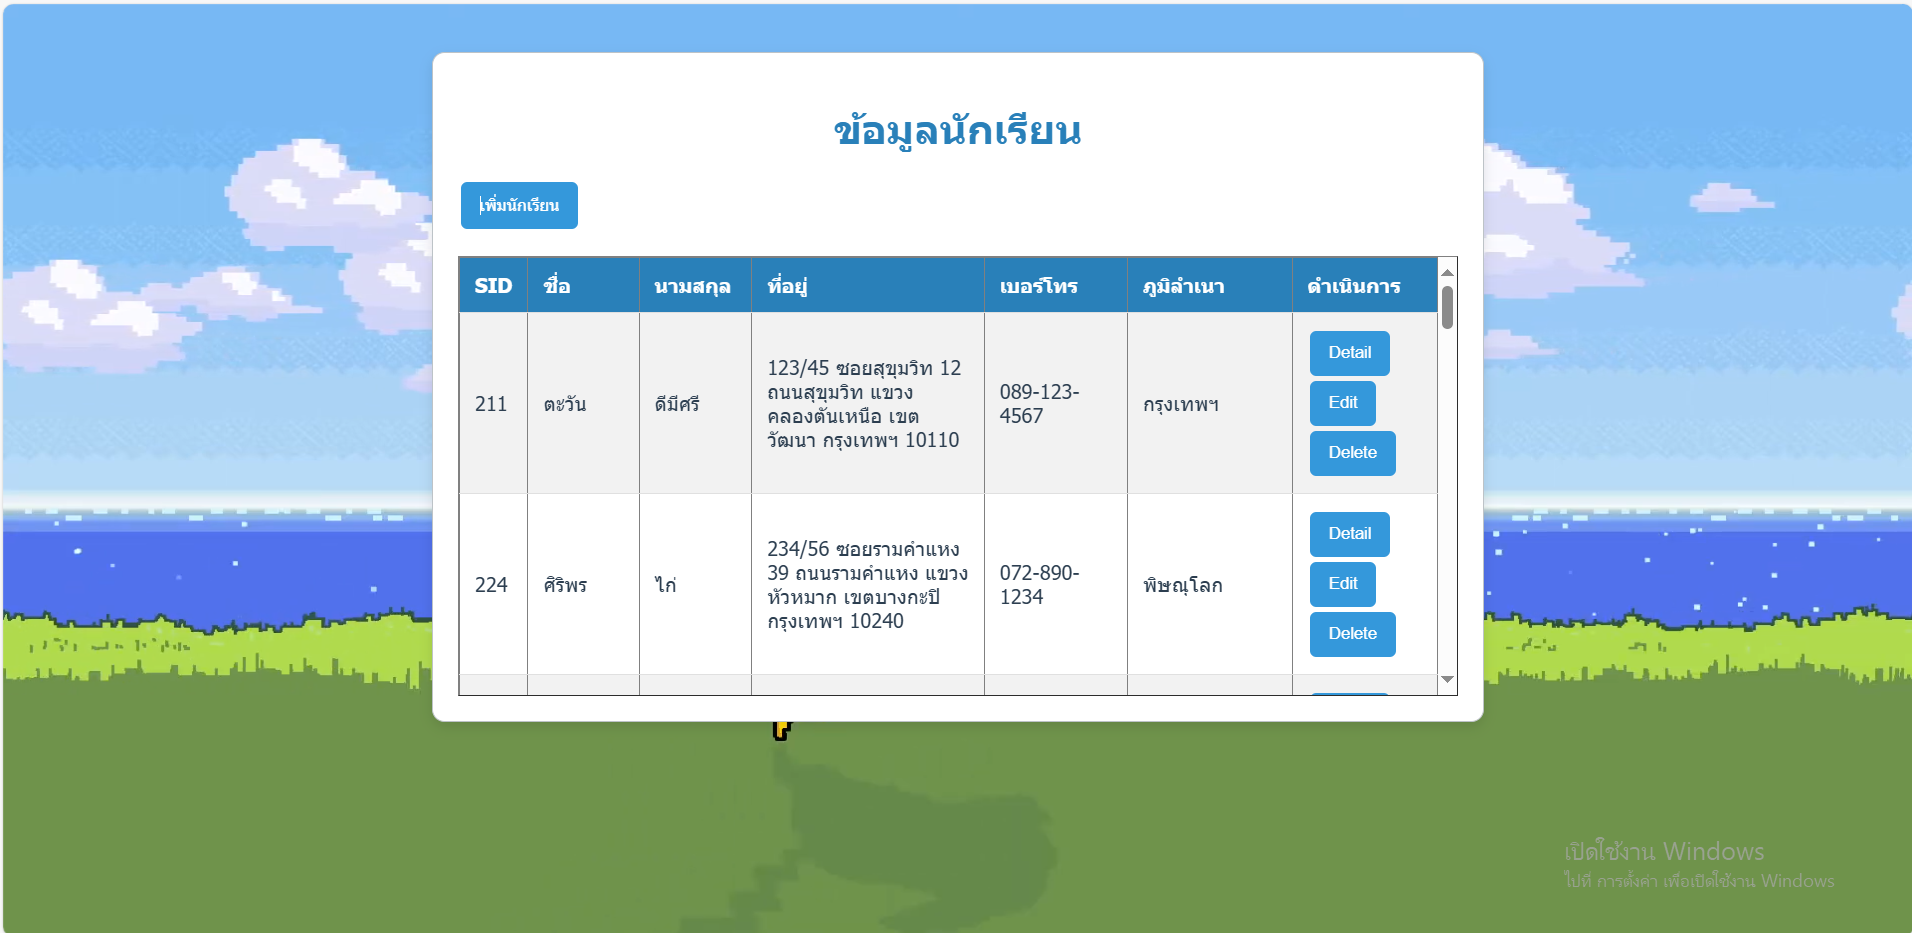 ข้อมูลนักเรียน
เพิ่มนักเรียน
SID ชื่อ นามสกุล ที่อยู่ เบอร์โทร ภูมิลำเนา ดำเนินการ
211 ตะวัน ดีมีศรี
123/45 ซอยสุขุมวิท 12
ถนนสุขุมวิท แขวง
คลองตันเหนือ เขต
วัฒนา กรุงเทพฯ 10110
089-123-
4567
กรุงเทพฯ
Detail
Edit
Delete
224 ศิริพร ไก่
234/56 ซอยรามคำแหง
39 ถนนรามคำแหง แขวง
หัวหมาก เขตบางกะปิ
กรุงเทพฯ 10240
072-890-
1234
พิษณุโลก
Detail
Edit
Delete
เปิดใช้งาน Windows
ไปที่ การตั้งค่า เพื่อเปิดใช้งาน Windows